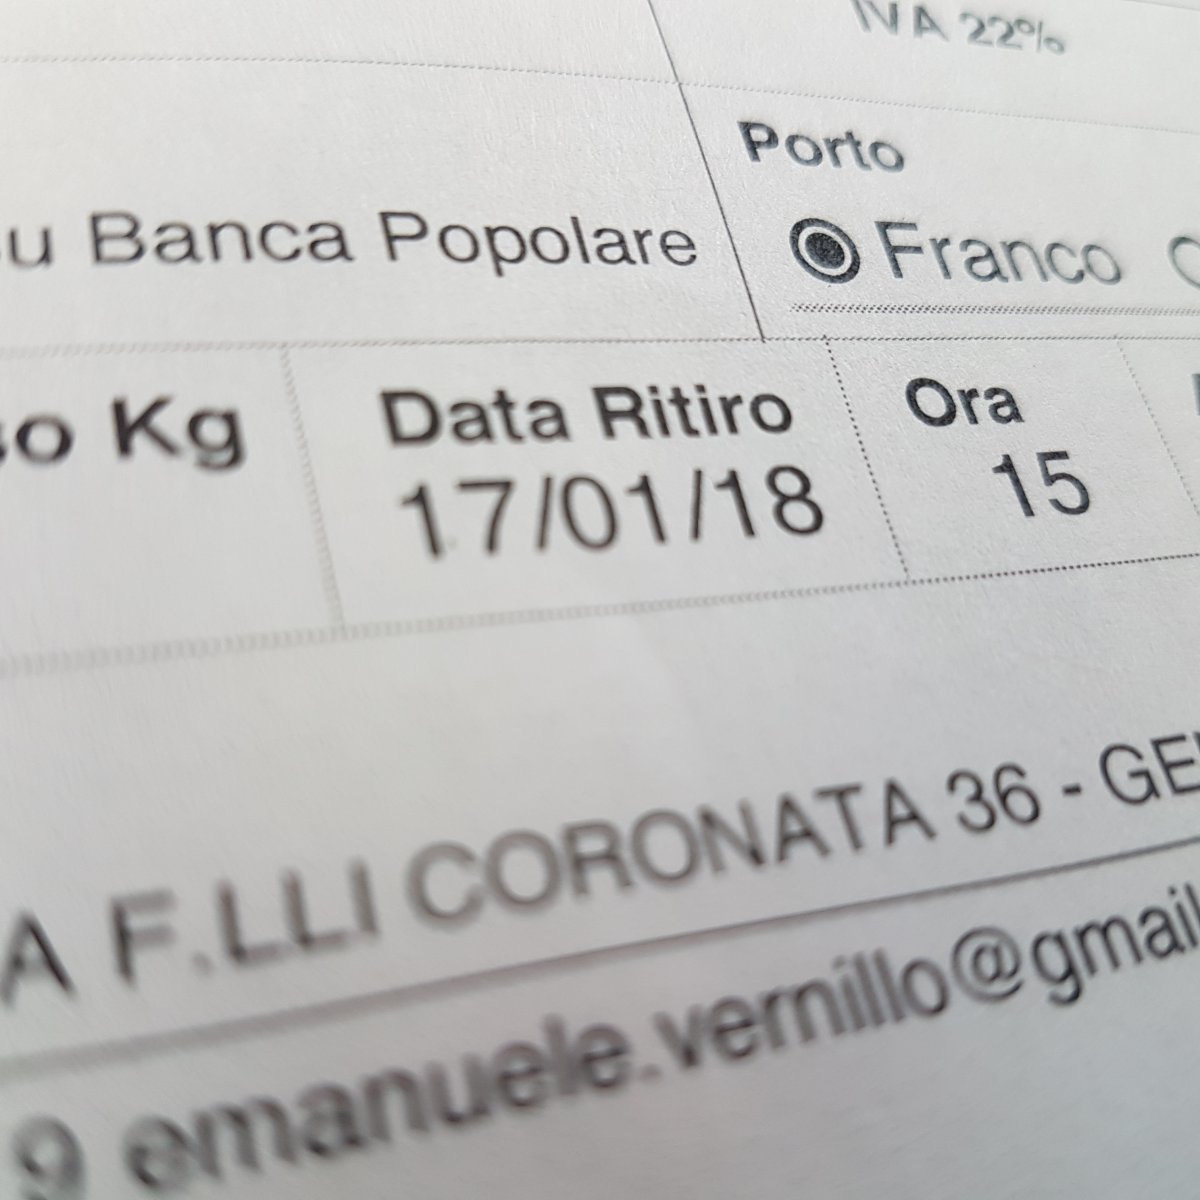 IVA 22%
Porto
Banca Popolare
Franco
Kg
Data Ritiro
Ora
17/01/18
15
A F.LLI CORONATA 36 -
9 emanuele.vernillo@gmail